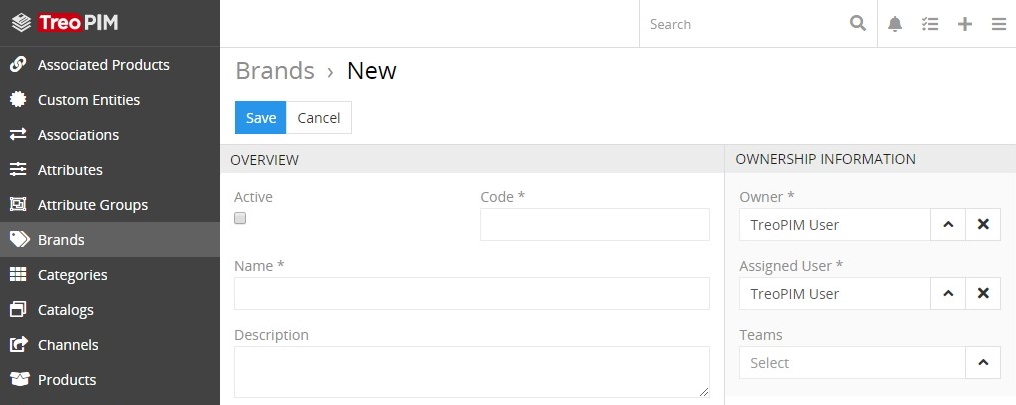 TreoPIM
Search
Associated Products
Custom Entities
Associations
Attributes
Attribute Groups
Brands
Categories
Catalogs
Channels
Products
Brands › New
Save
Cancel
OVERVIEW
Active
Code *
Name *
Description
OWNERSHIP INFORMATION
Owner *
TreoPIM User
Assigned User *
TreoPIM User
Teams
Select